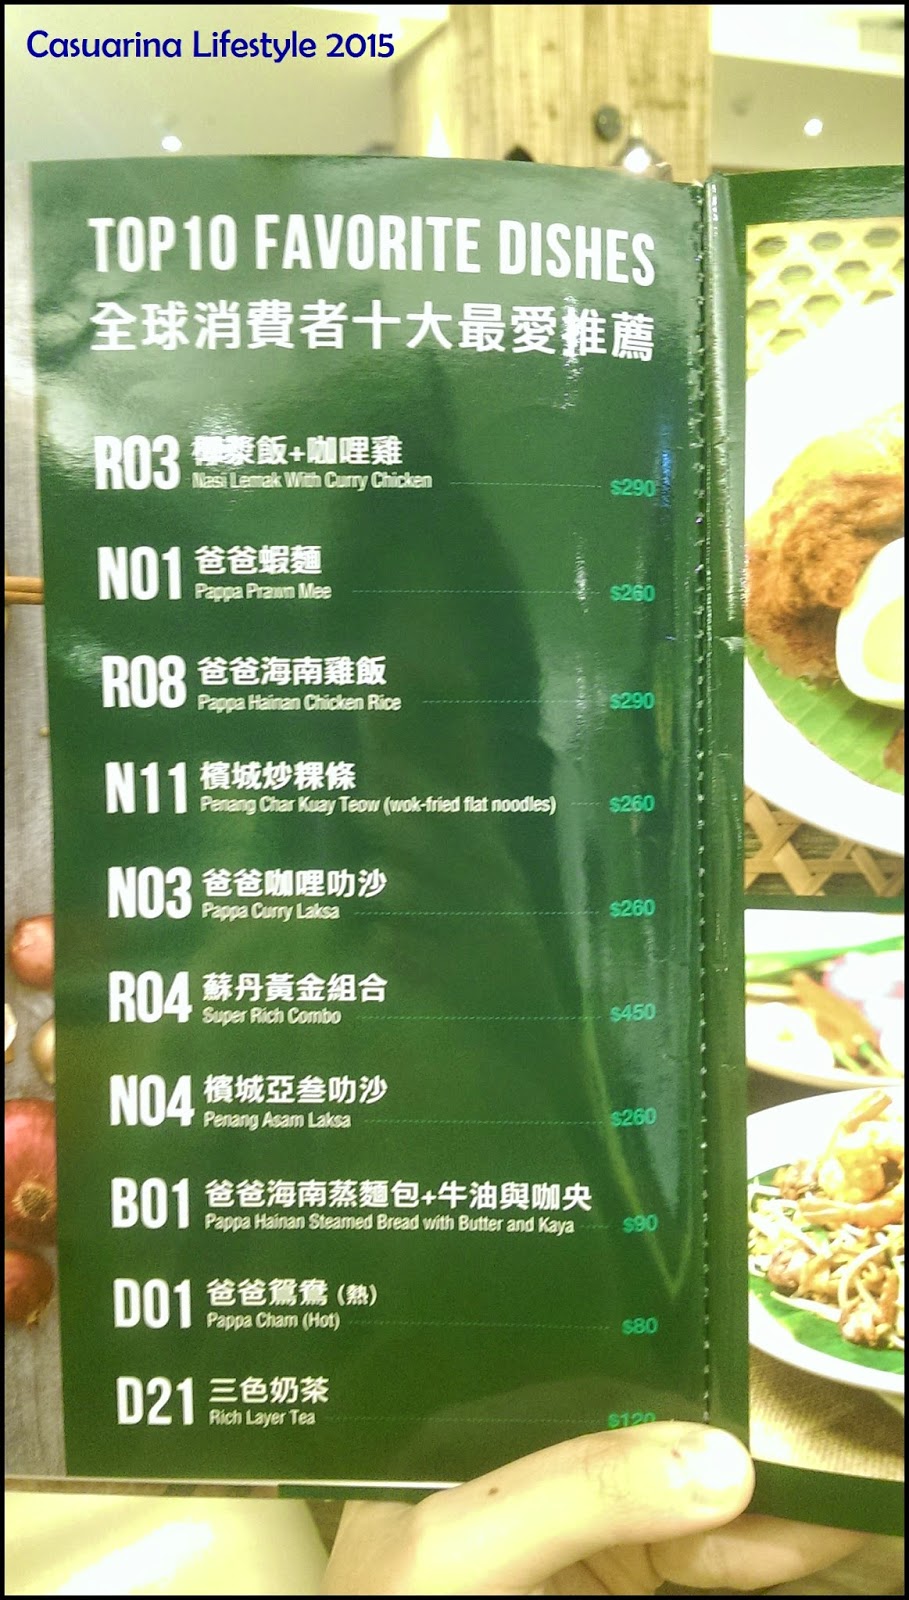 Casuarina Lifestyle 2015
TOP10 FAVORITE DISHES
全球消費者十大最愛推薦
R03 椰漿飯+咖哩雞
Nasi Lemak With Curry Chicken $290
N01 爸爸蝦麵
Pappa Prawn Mee $260
R08 爸爸海南雞飯
Pappa Hainan Chicken Rice $290
N11 檳城炒粿條
Penang Char Kuay Teow (wok-fried flat noodles) $260
N03 爸爸咖哩叻沙
Pappa Curry Laksa $260
R04 蘇丹黃金組合
Super Rich Combo $450
N04 檳城亞叁叻沙
Penang Asam Laksa $260
B01 爸爸海南蒸麵包+牛油與咖央
Pappa Hainan Steamed Bread with Butter and Kaya $90
D01 爸爸鴛鴦 (熱)
Pappa Cham (Hot) $80
D21 三色奶茶
Rich Layer Tea $120